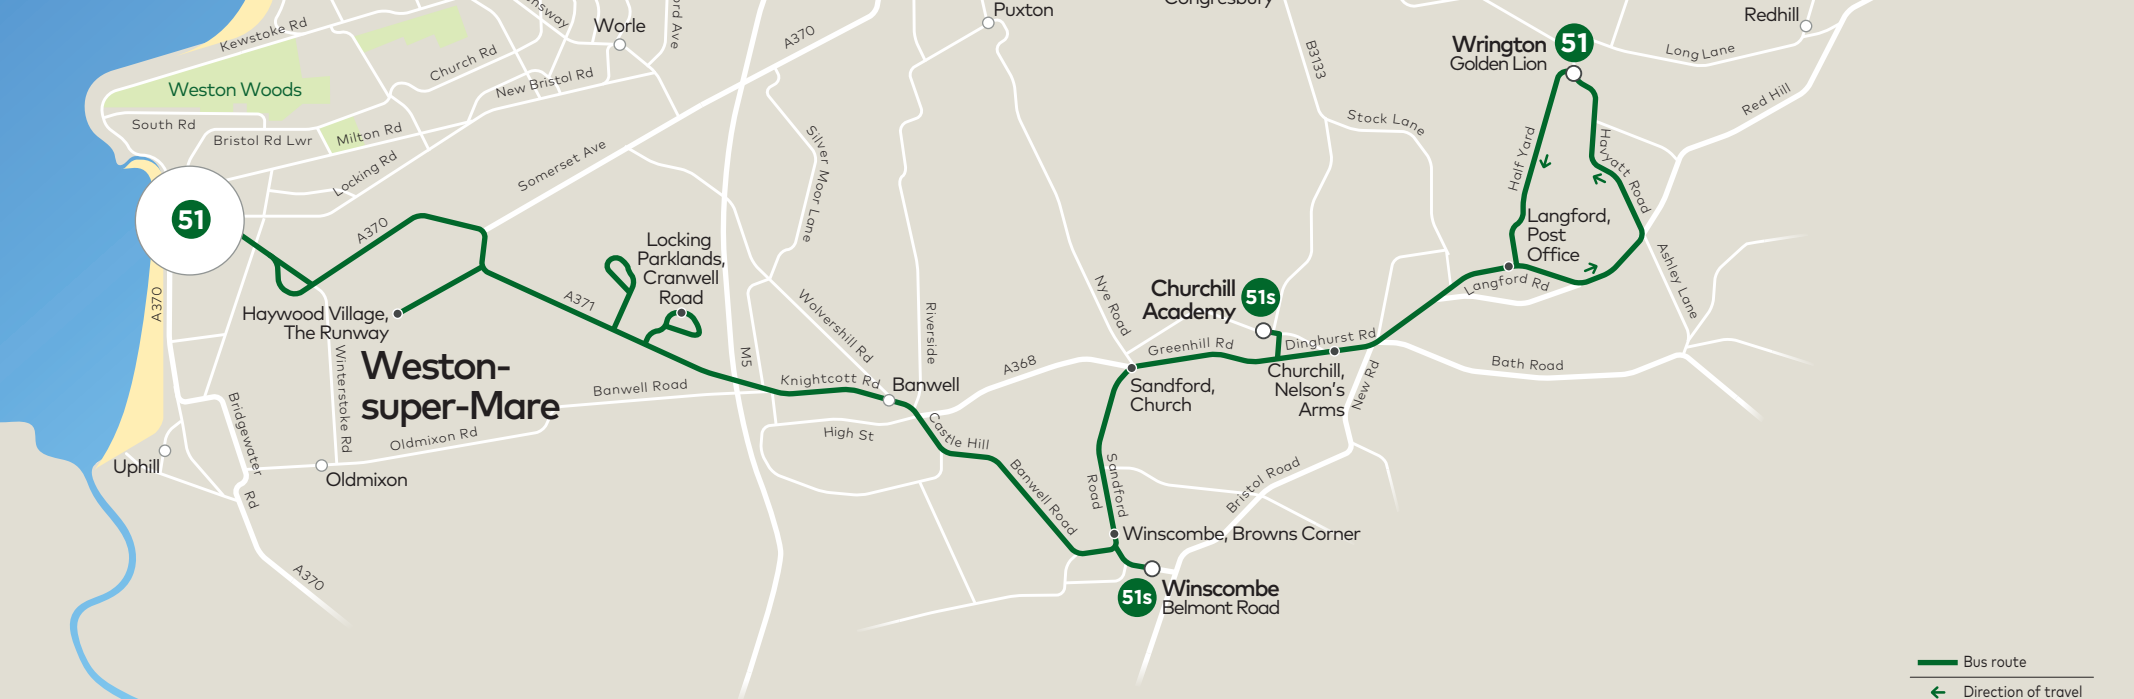 Puxton
Congresbury
Redhill
Worle
Kewstoke Rd
Church Rd
New Bristol Rd
A370
B3133
Wrington
Golden Lion
51
Long Lane
Red Hill
Weston Woods
South Rd
Bristol Rd Lwr
Milton Rd
Locking Rd
Somerset Ave
Silver Moor Lane
Stock Lane
Half Yard
Havyatt Road
51
A370
Locking
Parklands,
Cranwell
Road
Langford,
Post
Office
Langford Rd
Ashley Lane
A370
Haywood Village,
The Runway
A371
M5
Wolvershill Rd
Riverside
Nye Road
Churchill
Academy
51s
Greenhill Rd
Dinghurst Rd
Weston-
super-Mare
Winterstoke Rd
Banwell Road
Knightcott Rd
Banwell
A368
Sandford,
Church
Churchill,
Nelson's
Arms
New Rd
Bath Road
Bridgewater
Rd
Oldmixon Rd
High St
Castle Hill
Uphill
Oldmixon
Banwell Road
Sandford
Road
Bristol Road
Winscombe, Browns Corner
A370
51s
Winscombe
Belmont Road
Bus route
Direction of travel